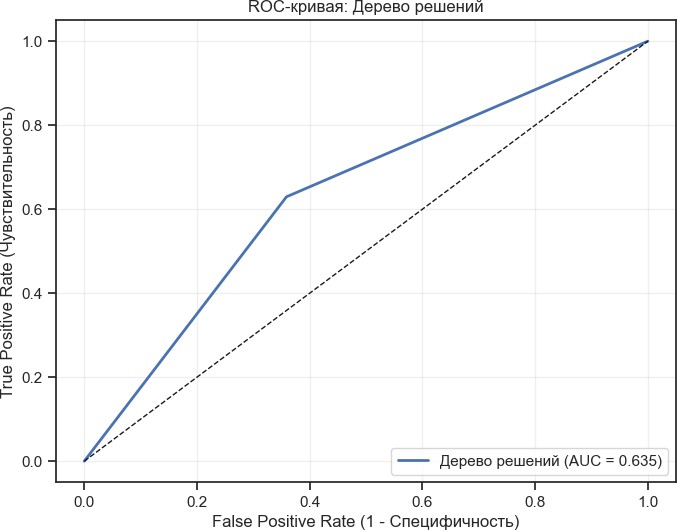 ROC-кривая: Дерево решений
True Positive Rate (Чувствительность)
1.0
0.8
0.6
0.4
0.2
0.0
Дерево решений (AUC = 0.635)
0.0 0.2 0.4 0.6 0.8 1.0
False Positive Rate (1 - Специфичность)